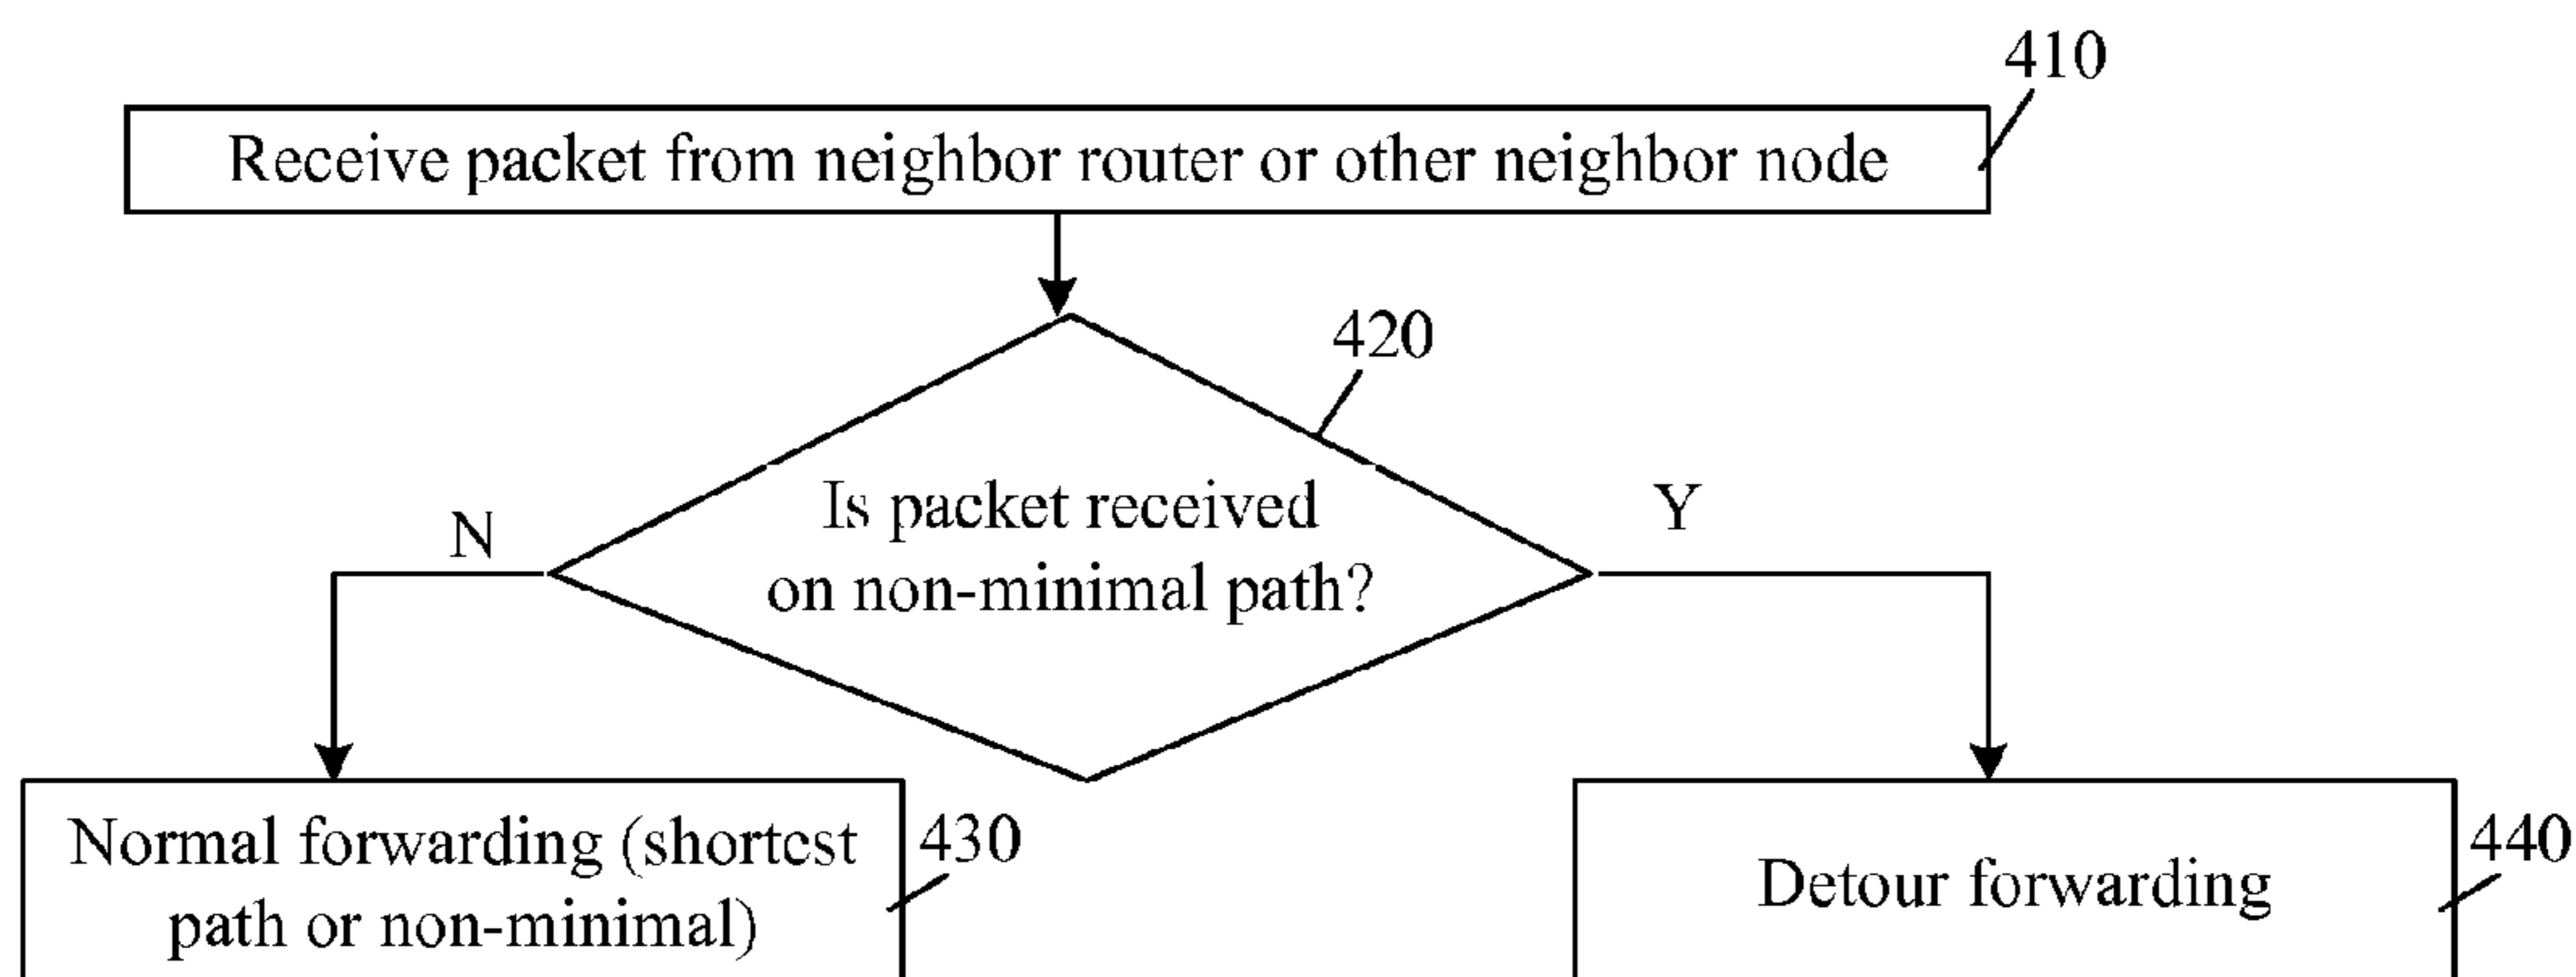 410
Receive packet from neighbor router or other neighbor node
420
Is packet received
on non-minimal path?
N
Y
Normal forwarding (shortest
path or non-minimal)
430
Detour forwarding
440